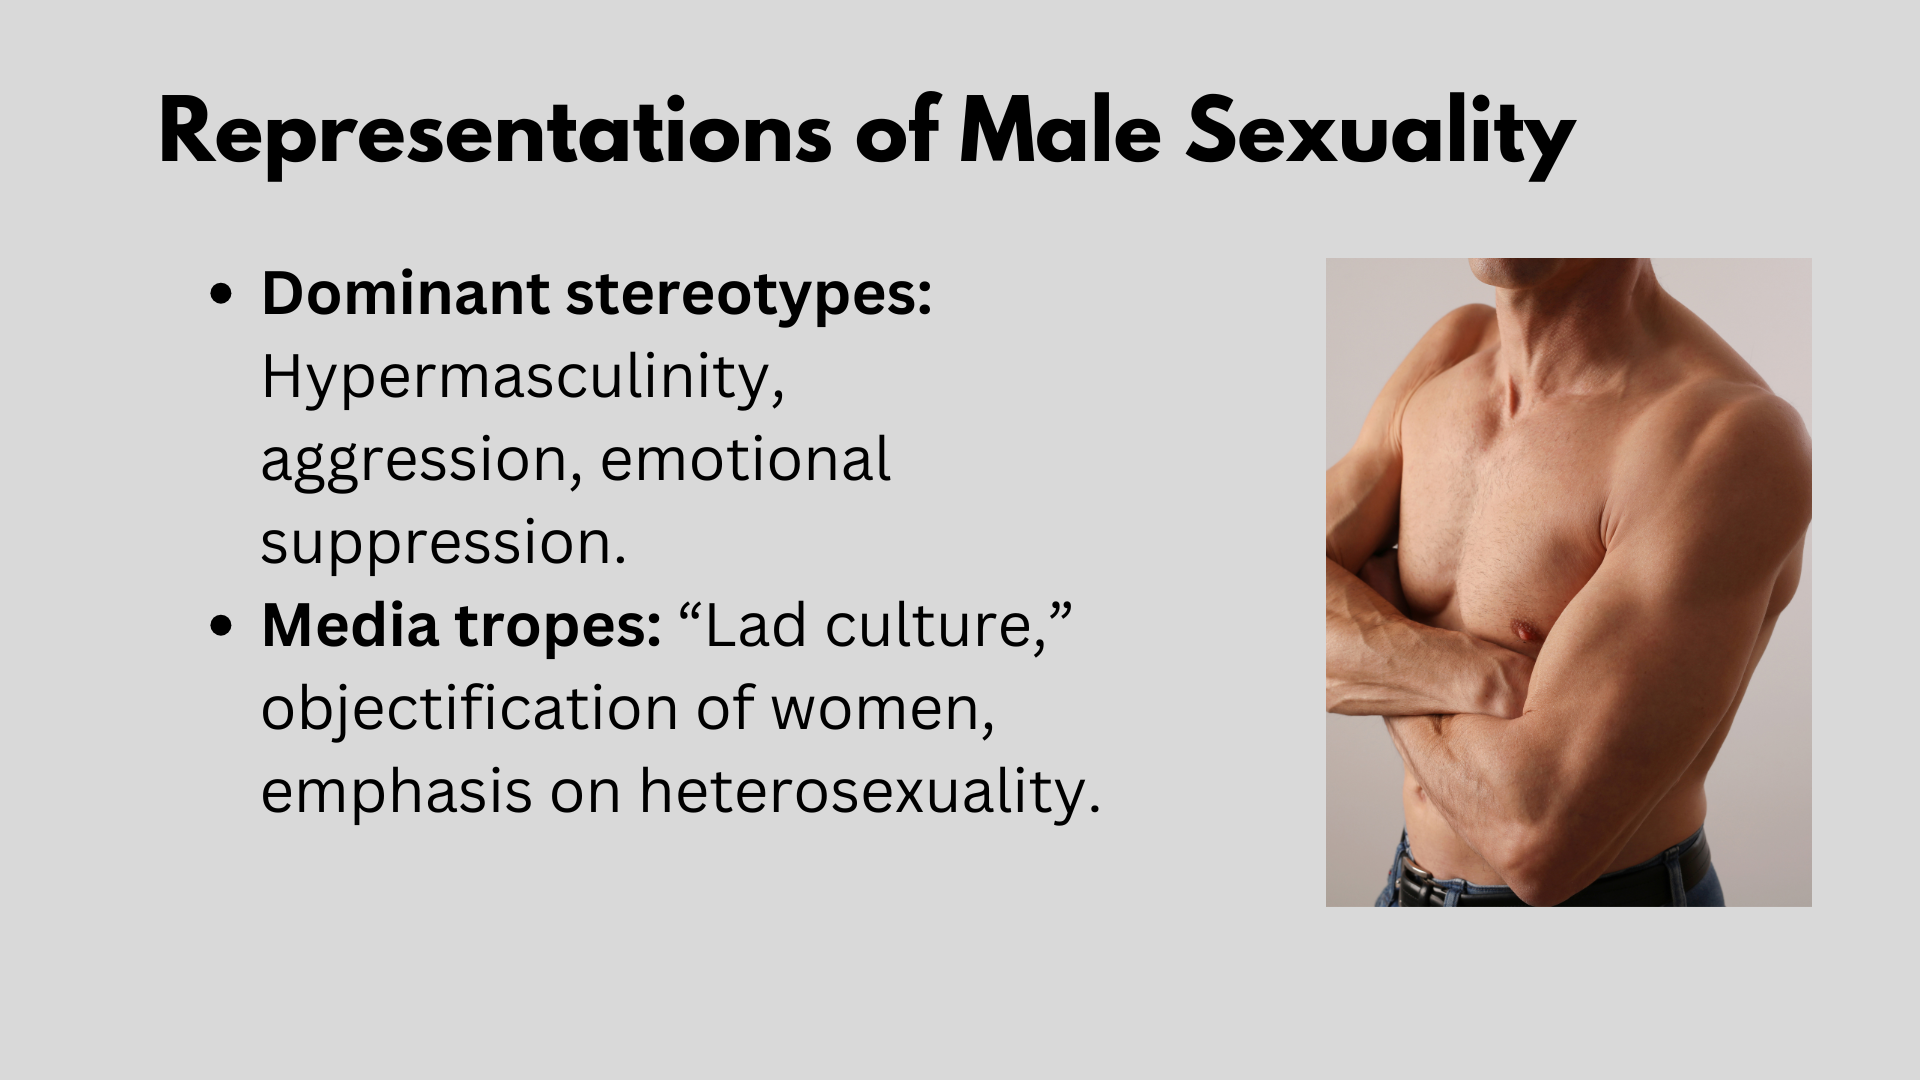 Representations of Male Sexuality
• Dominant stereotypes:
Hypermasculinity,
aggression, emotional
suppression.
• Media tropes: “Lad culture,”
objectification of women,
emphasis on heterosexuality.